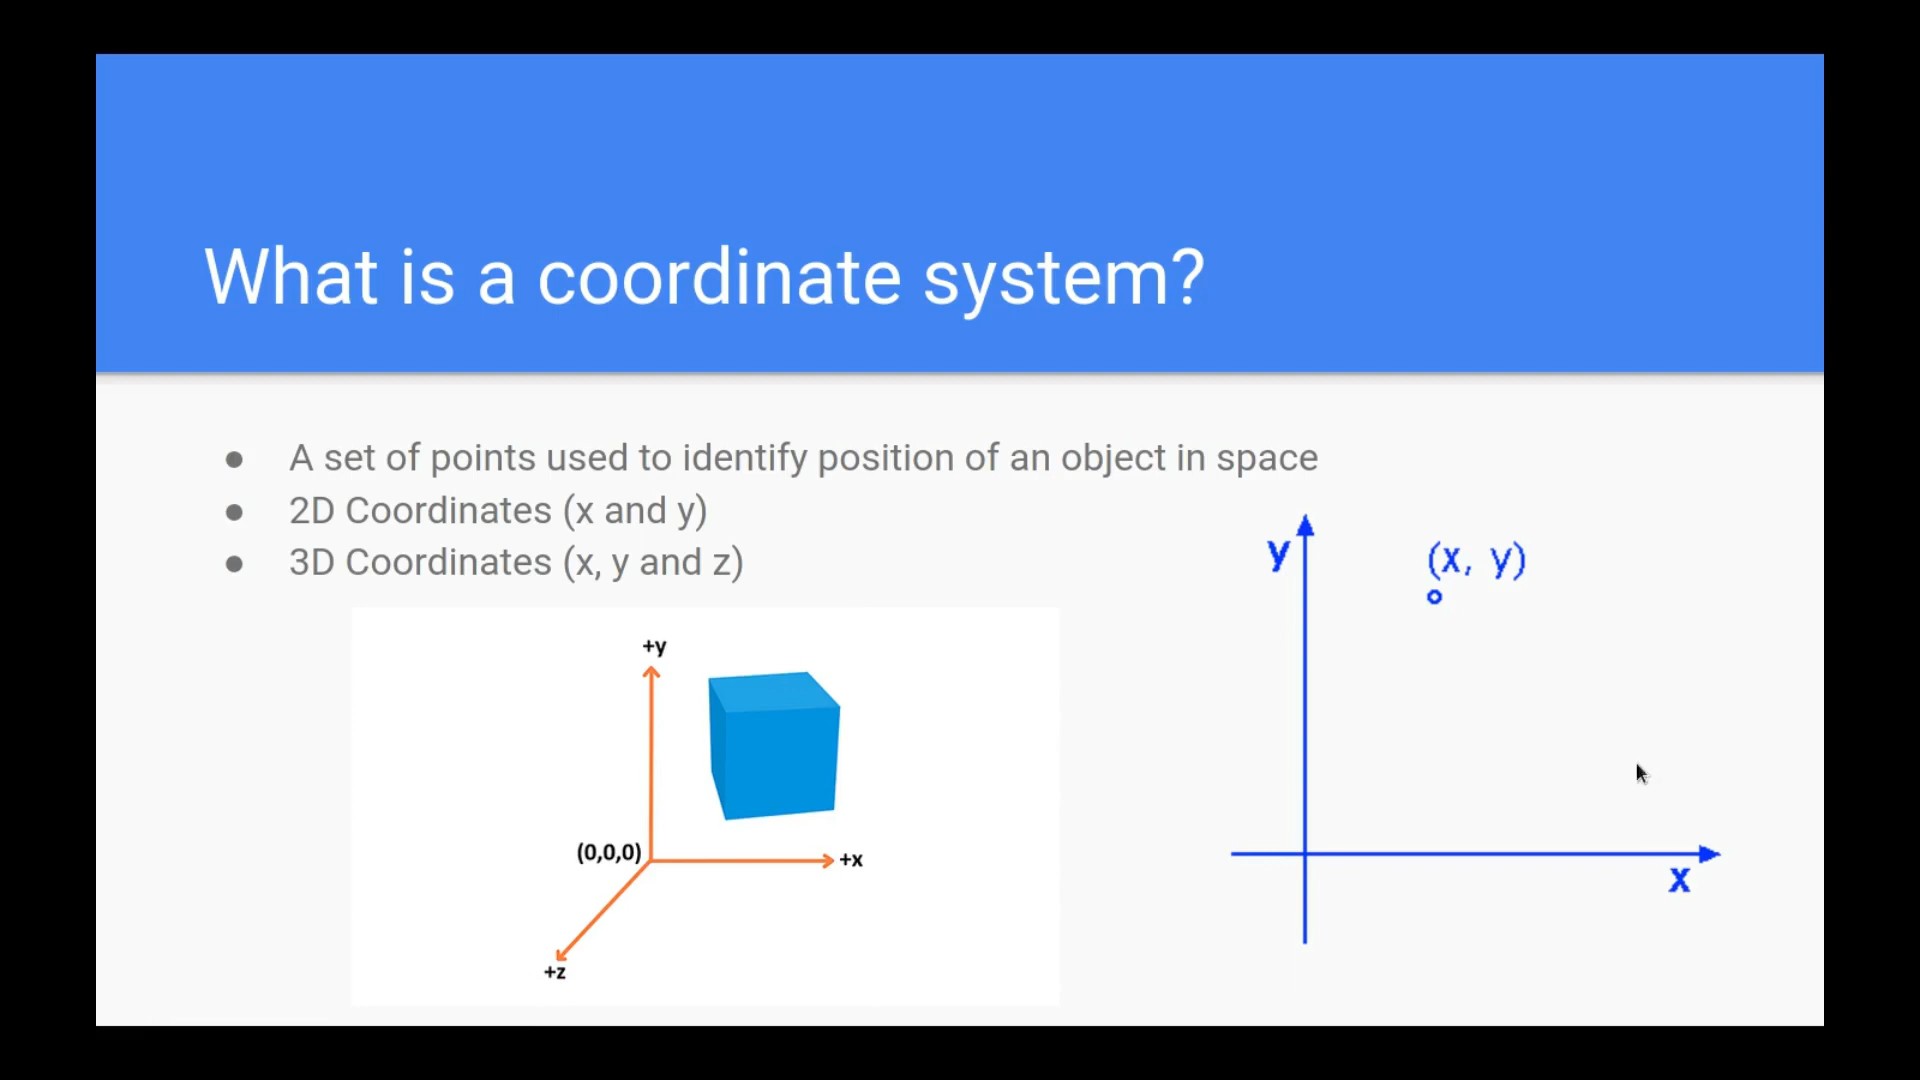 What is a coordinate system?
● A set of points used to identify position of an object in space
● 2D Coordinates (x and y)
● 3D Coordinates (x, y and z)
+y
(0,0,0)
+x
+z
y
(x, y)
x